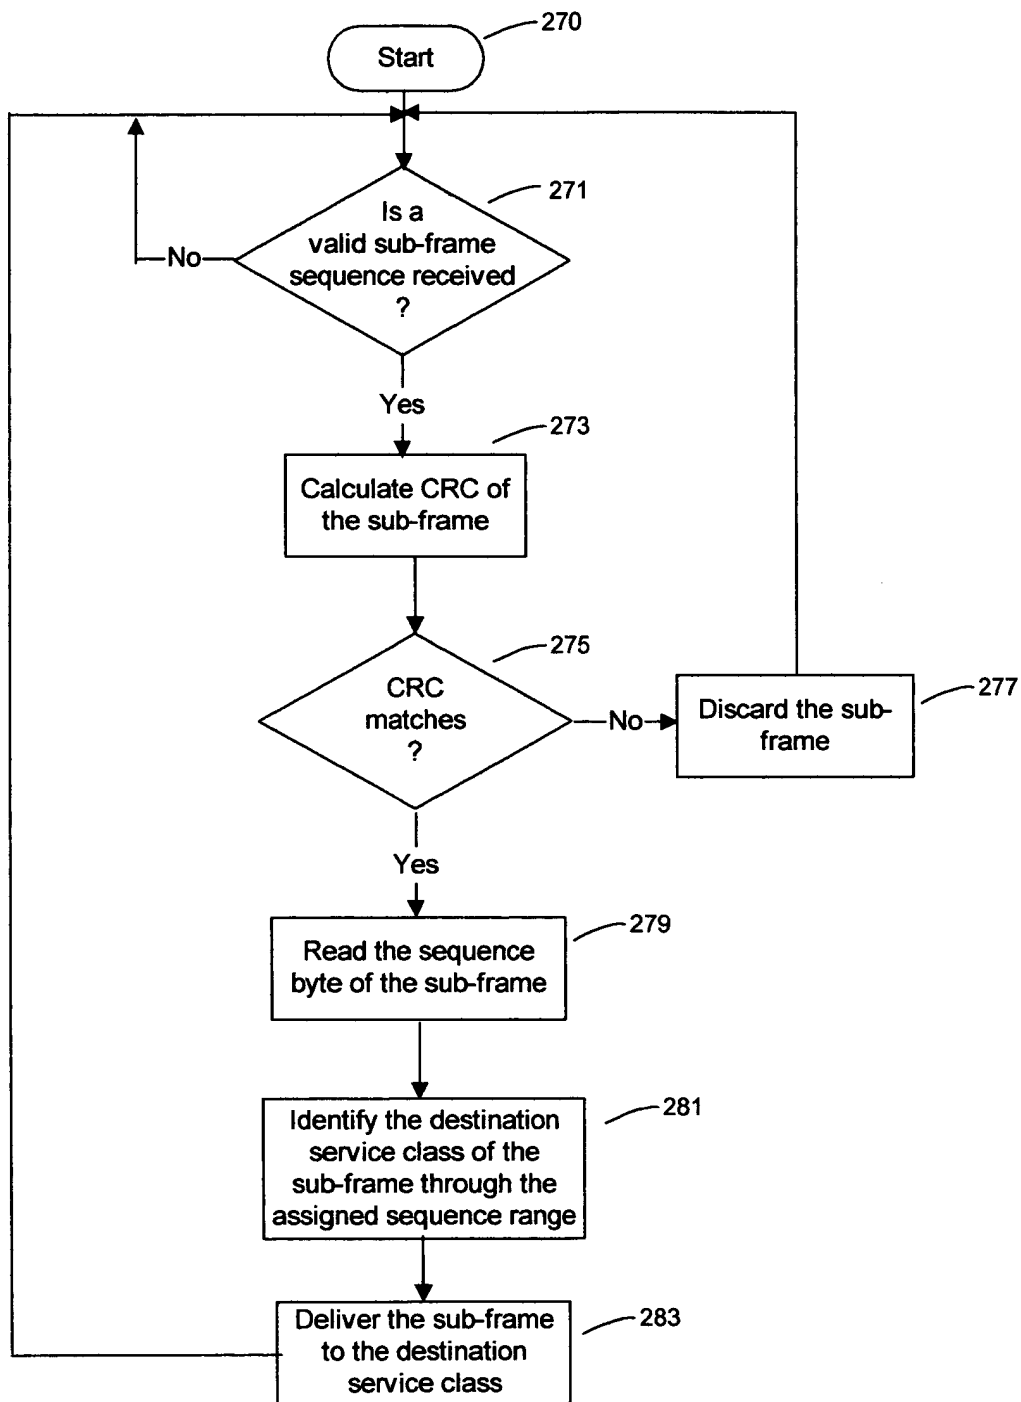 270
Start
271
Is a
valid sub-frame
sequence received
?
No
Yes
273
Calculate CRC of
the sub-frame
275
CRC
matches
?
No
277
Discard the sub-
frame
Yes
279
Read the sequence
byte of the sub-frame
281
Identify the destination
service class of the
sub-frame through the
assigned sequence range
283
Deliver the sub-frame
to the destination
service class